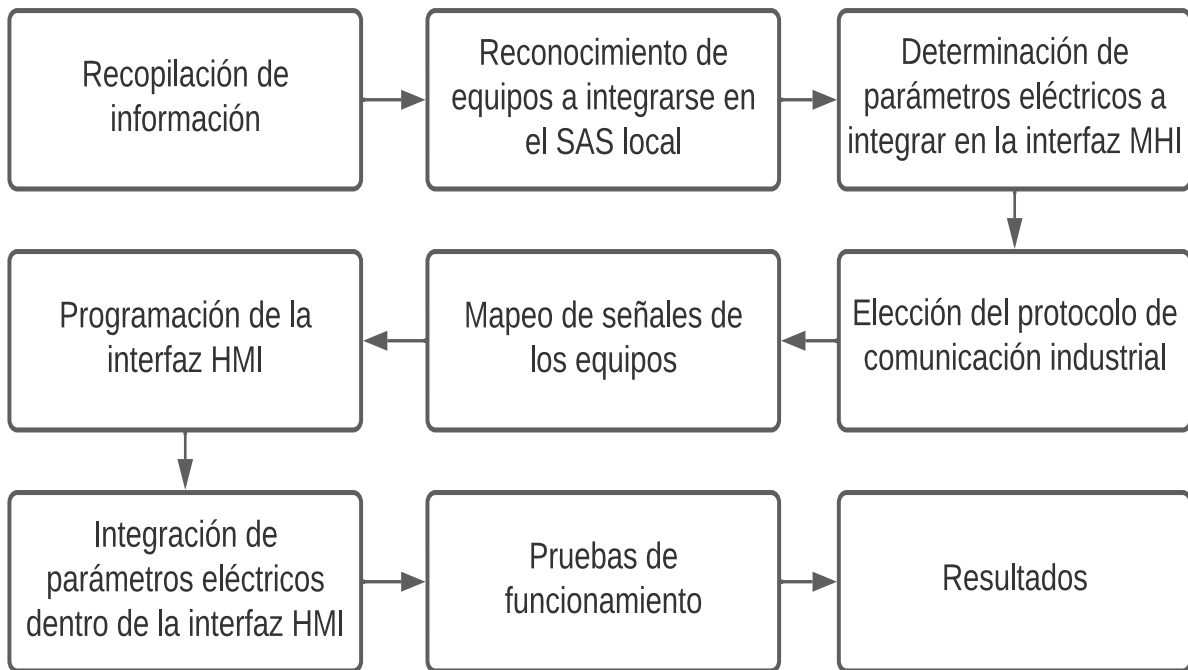 Recopilación de
información
Reconocimiento de
equipos a integrarse en
el SAS local
Determinación de
parámetros eléctricos a
integrar en la interfaz MHI
Elección del protocolo de
comunicación industrial
Mapeo de señales de
los equipos
Programación de la
interfaz HMI
Integración de
parámetros eléctricos
dentro de la interfaz HMI
Pruebas de
funcionamiento
Resultados